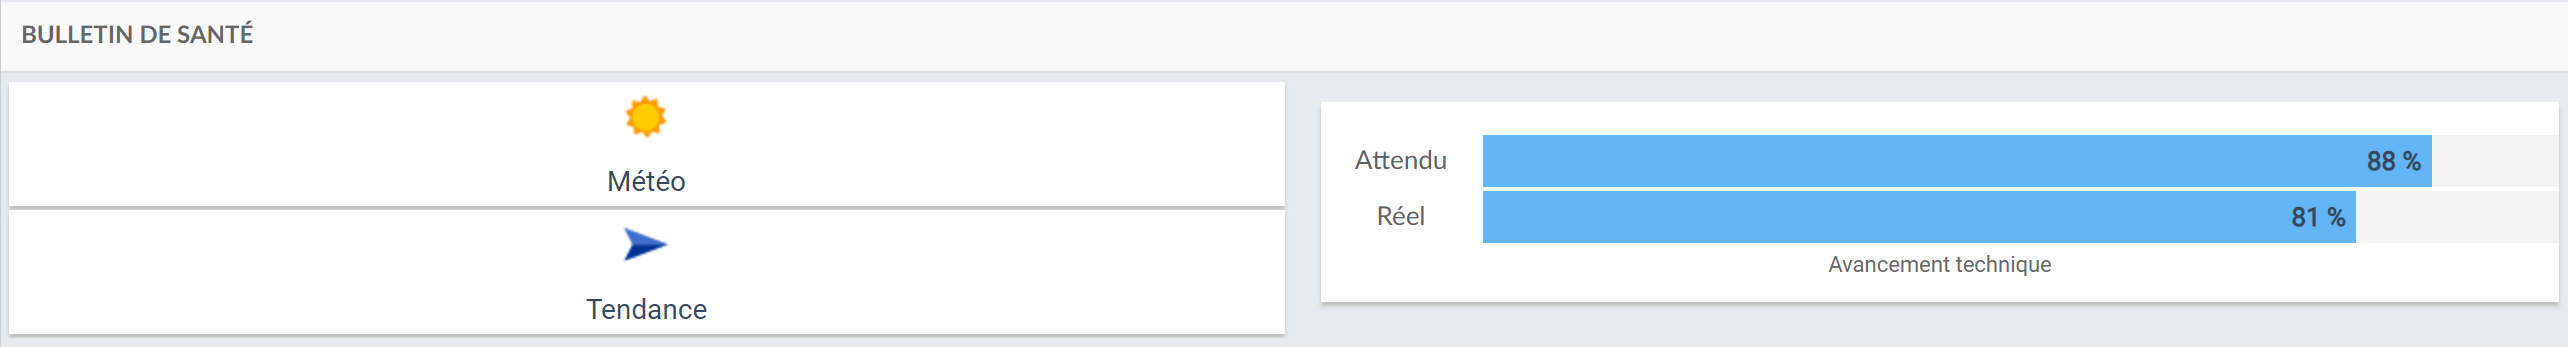 BULLETIN DE SANTÉ
Météo
Tendance
Attendu 88 %
Réel 81 %
Avancement technique